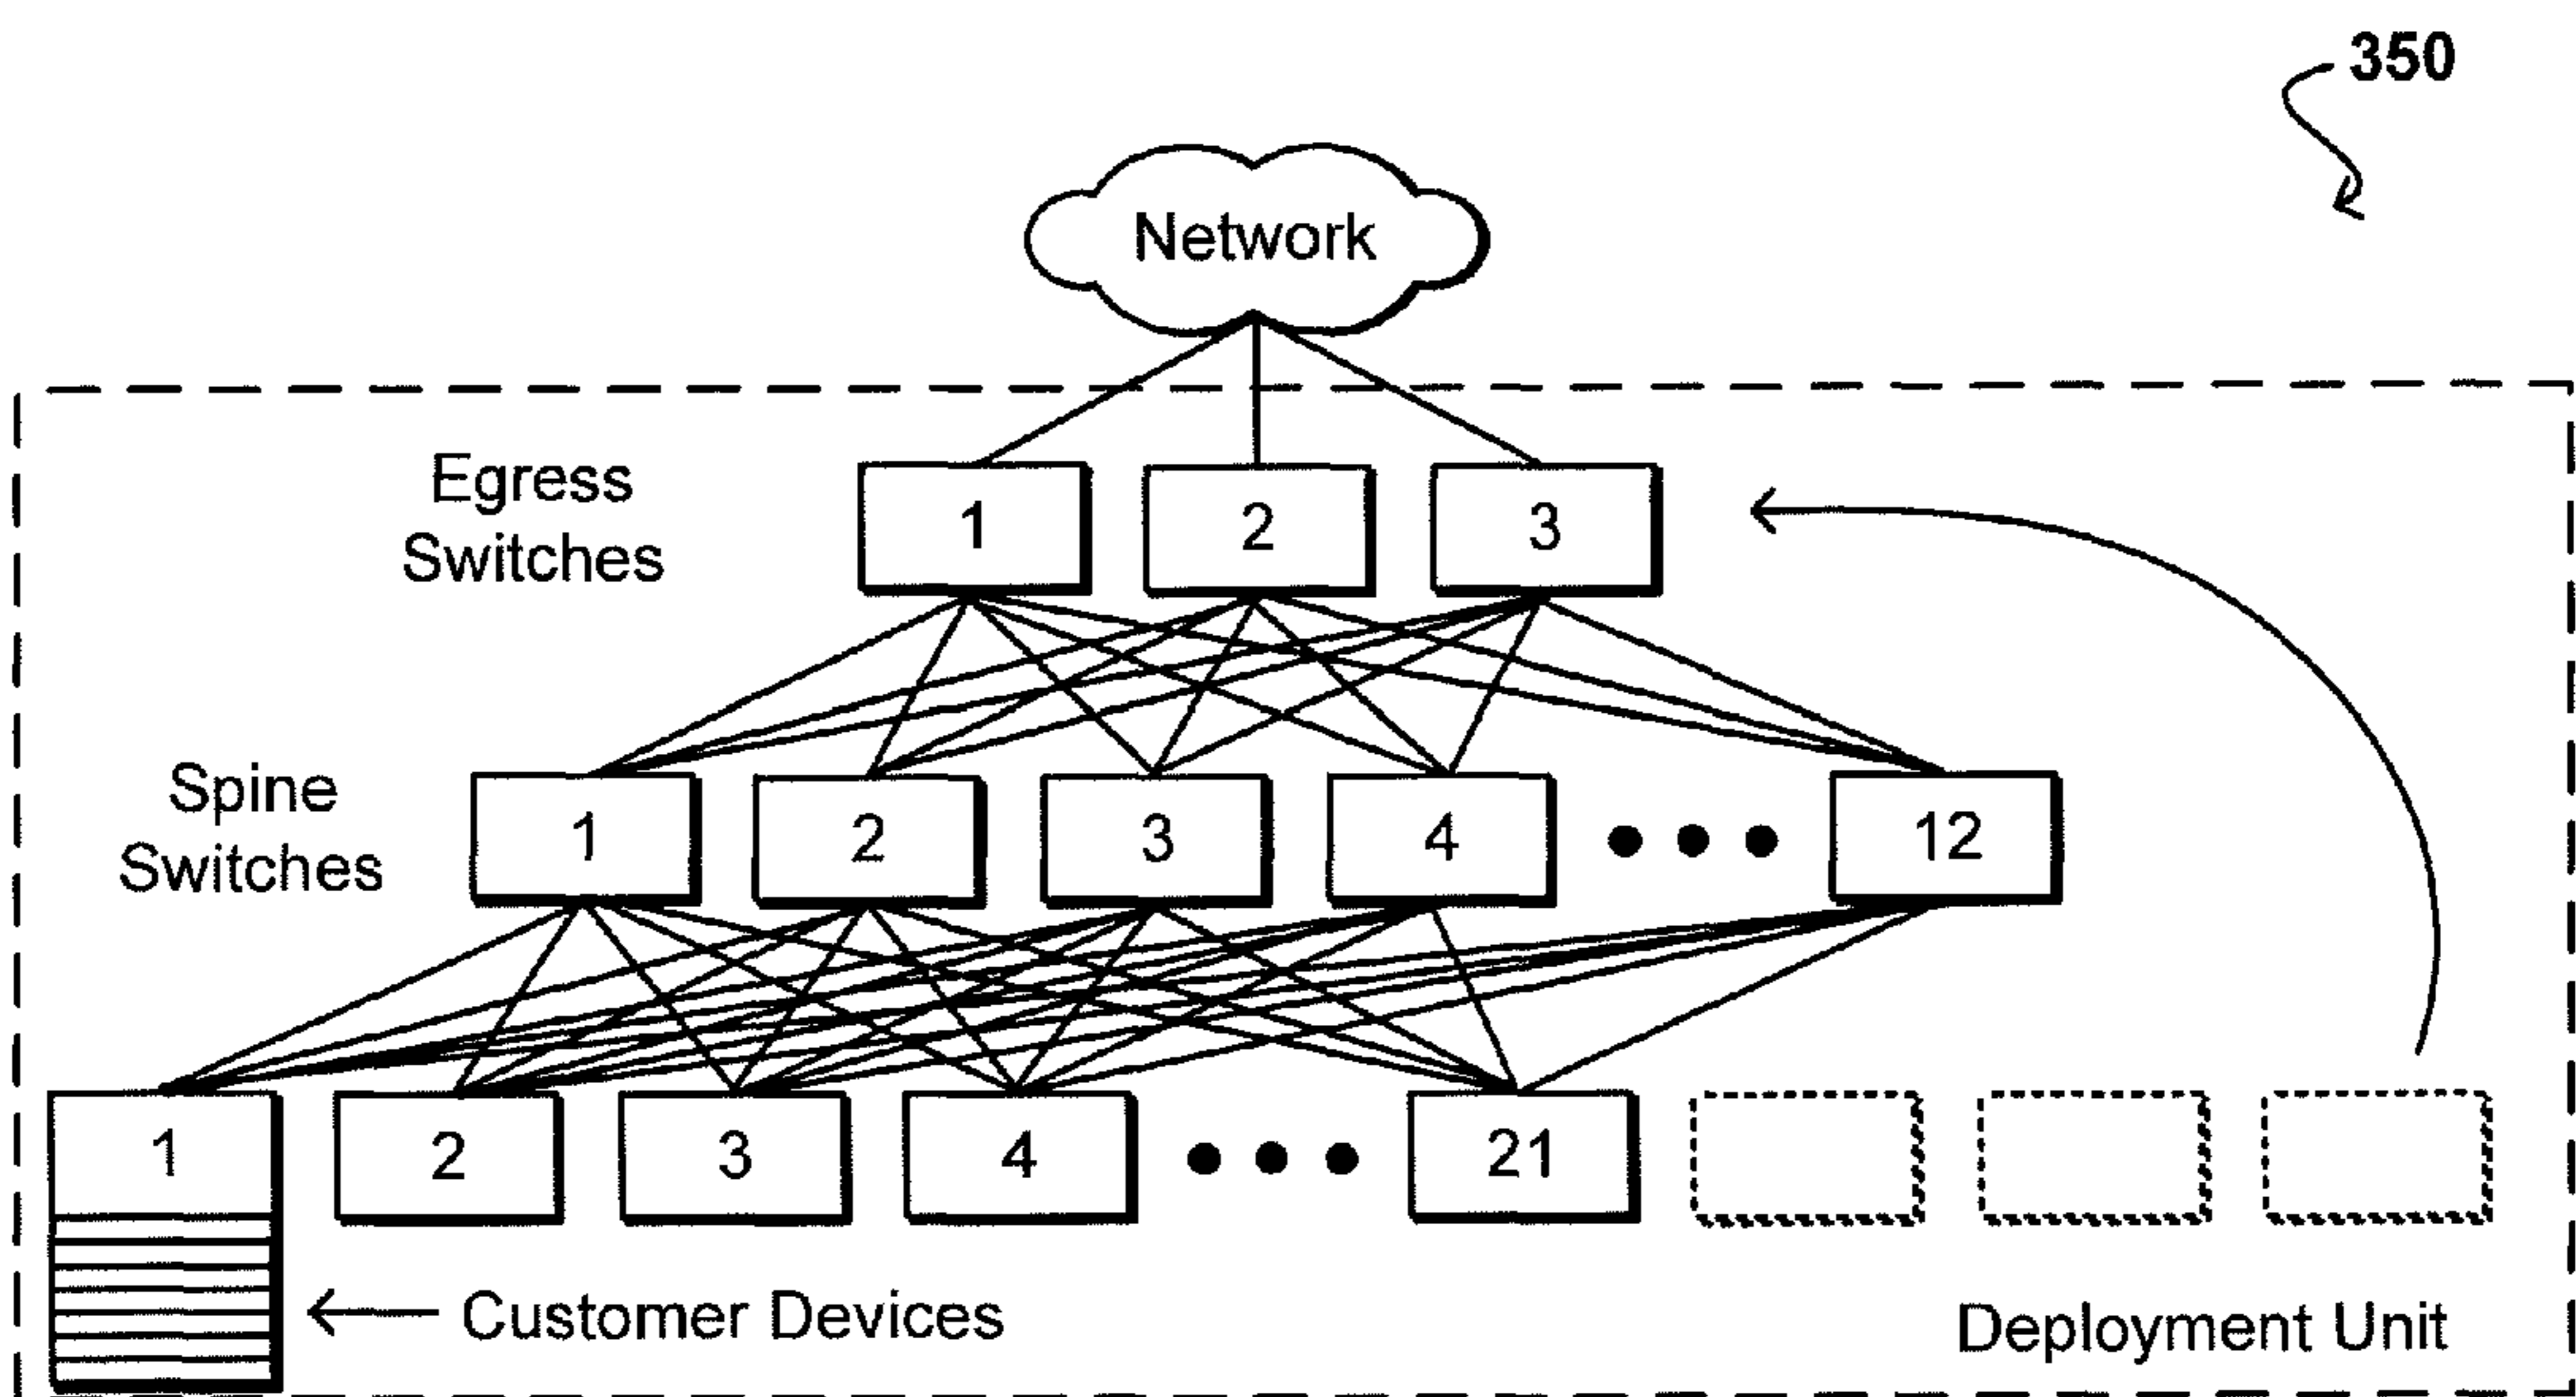 350
Network
Egress
Switches
1 2 3
Spine
Switches
1 2 3 4 12
1 2 3 4 21
Customer Devices
Deployment Unit